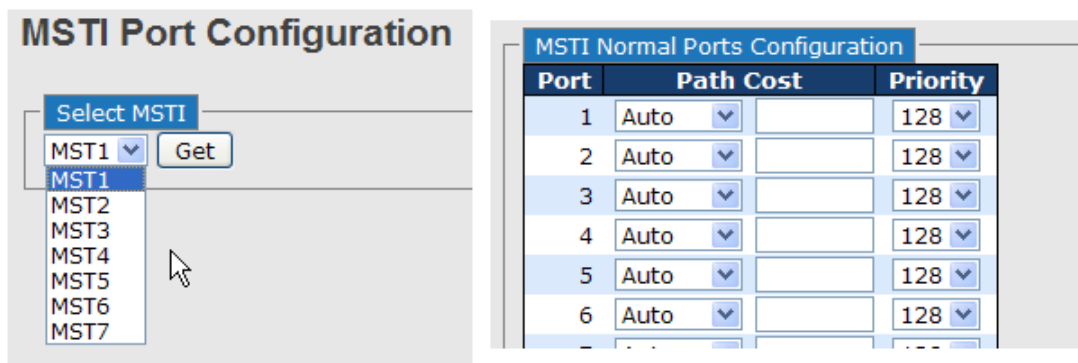 MSTI Port Configuration
Select MSTI
MST1 Get
MST1
MST2
MST3
MST4
MST5
MST6
MST7
MSTI Normal Ports Configuration
Port Path Cost Priority
1 Auto 128
2 Auto 128
3 Auto 128
4 Auto 128
5 Auto 128
6 Auto 128